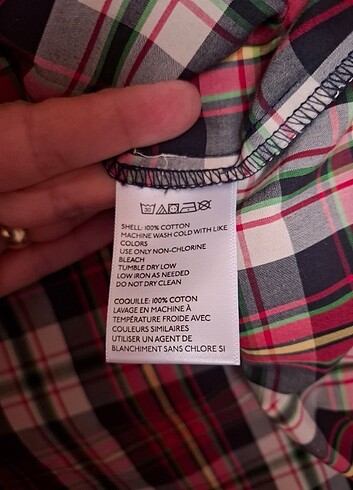 SHELL: 100% COTTON
MACHINE WASH COLD WITH LIKE
COLORS
USE ONLY NON-CHLORINE
BLEACH
TUMBLE DRY LOW
LOW IRON AS NEEDED
DO NOT DRY CLEAN
COQUILLE: 100% COTON
LAVAGE EN MACHINE À
TEMPÉRATURE FROIDE AVEC
COULEURS SIMILAIRES
UTILISER UN AGENT DE
BLANCHIMENT SANS CHLORE SI